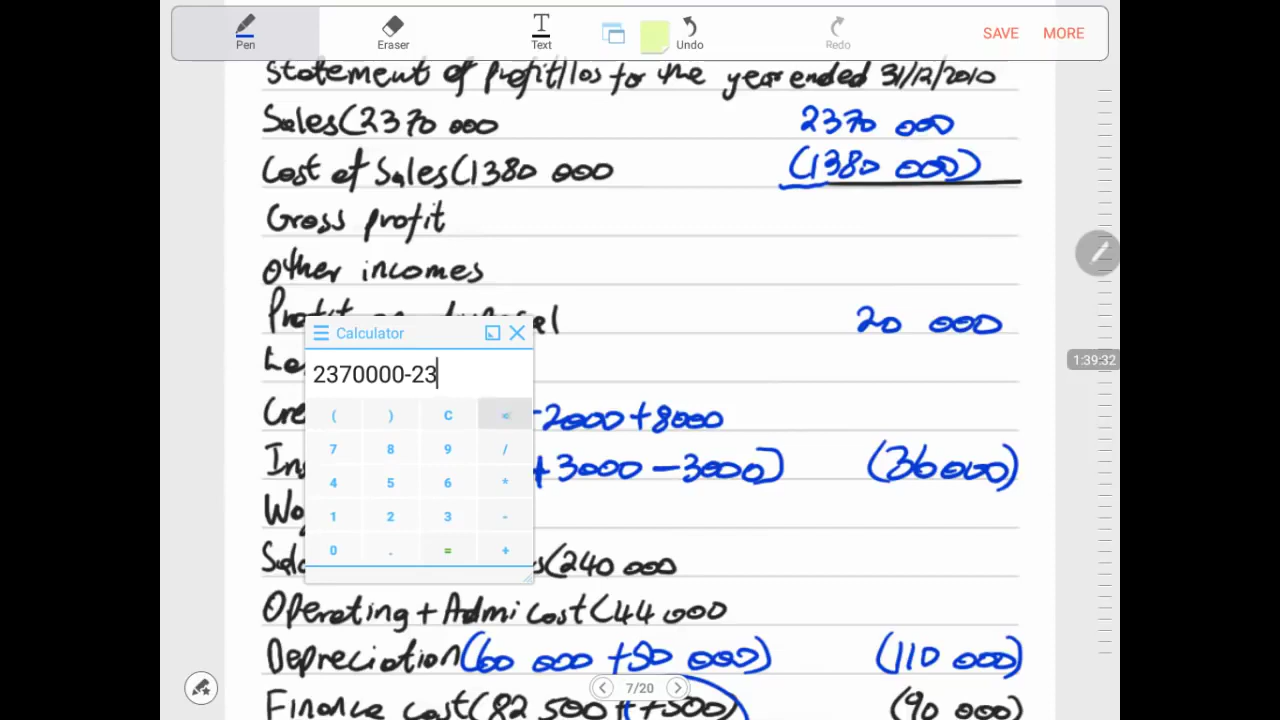 Pen Eraser Text Undo Redo SAVE MORE
Statement of profit/los for the year ended 31/12/2010
Sales(2370 000 2370 000
Cost of Sales(1380 000 (1380 000)
Gross profit
Other incomes
Profit 20 000
1:39:32
Calculator
2370000-23
( ) C
7 8 9 /
4 5 6 *
1 2 3 -
0 . = +
-2000+8000
+3000-3000) (36000)
(240 000
Operating + Admi cost(44 000
Depreciation(60 000 +50 000) (110 000)
7/20
Finance cost(82 500 + +500) (90 000)